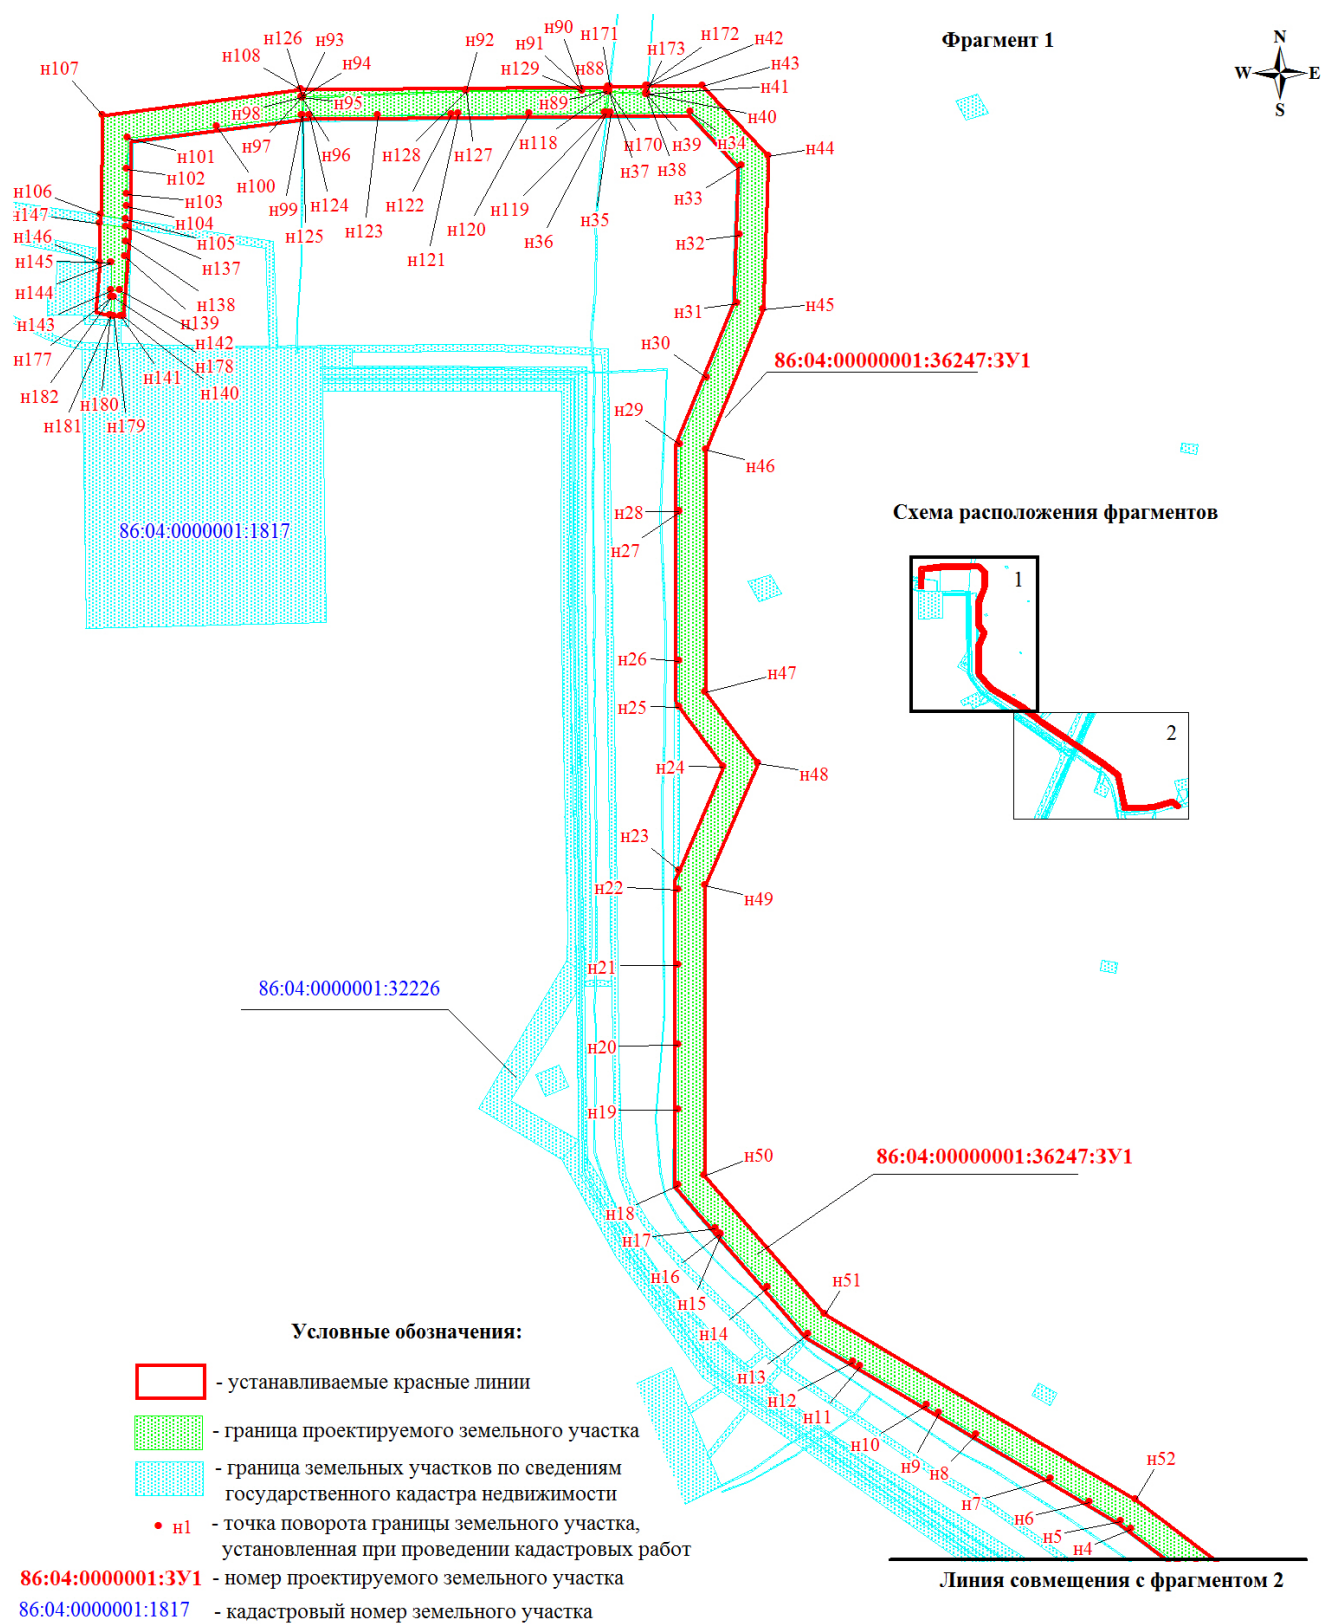 Фрагмент 1
N
W E
S
н126
н93
н90
н171
н172
н42
н107
н108
н94
н92
н91
н88
н173
н43
н129
н41
н98
н95
н89
н40
н97
н96
н128
н127
н118
н170
н39
н34
н101
н100
н38
н44
н102
н99
н124
н122
н119
н37
н33
н103
н123
н120
н35
н106
н104
н125
н121
н36
н32
н147
н105
н146
н137
н145
н138
н31
н45
н144
н139
н143
н142
н30
н177
н178
86:04:00000001:36247:ЗУ1
н182
н180
н141
н140
н181
н179
н29
н46
н28
86:04:0000001:1817
н27
Схема расположения фрагментов
1
2
н26
н47
н25
н24
н48
н23
н22
н49
н21
86:04:0000001:32226
н20
н19
н50
86:04:00000001:36247:ЗУ1
н18
н17
н16
н15
н51
н14
н13
н12
н11
н10
н9
н8
н52
н7
н6
н5
н4
Линия совмещения с фрагментом 2
Условные обозначения:
- устанавливаемые красные линии
- граница проектируемого земельного участка
- граница земельных участков по сведениям
государственного кадастра недвижимости
н1 - точка поворота границы земельного участка,
установленная при проведении кадастровых работ
86:04:0000001:ЗУ1 - номер проектируемого земельного участка
86:04:0000001:1817 - кадастровый номер земельного участка